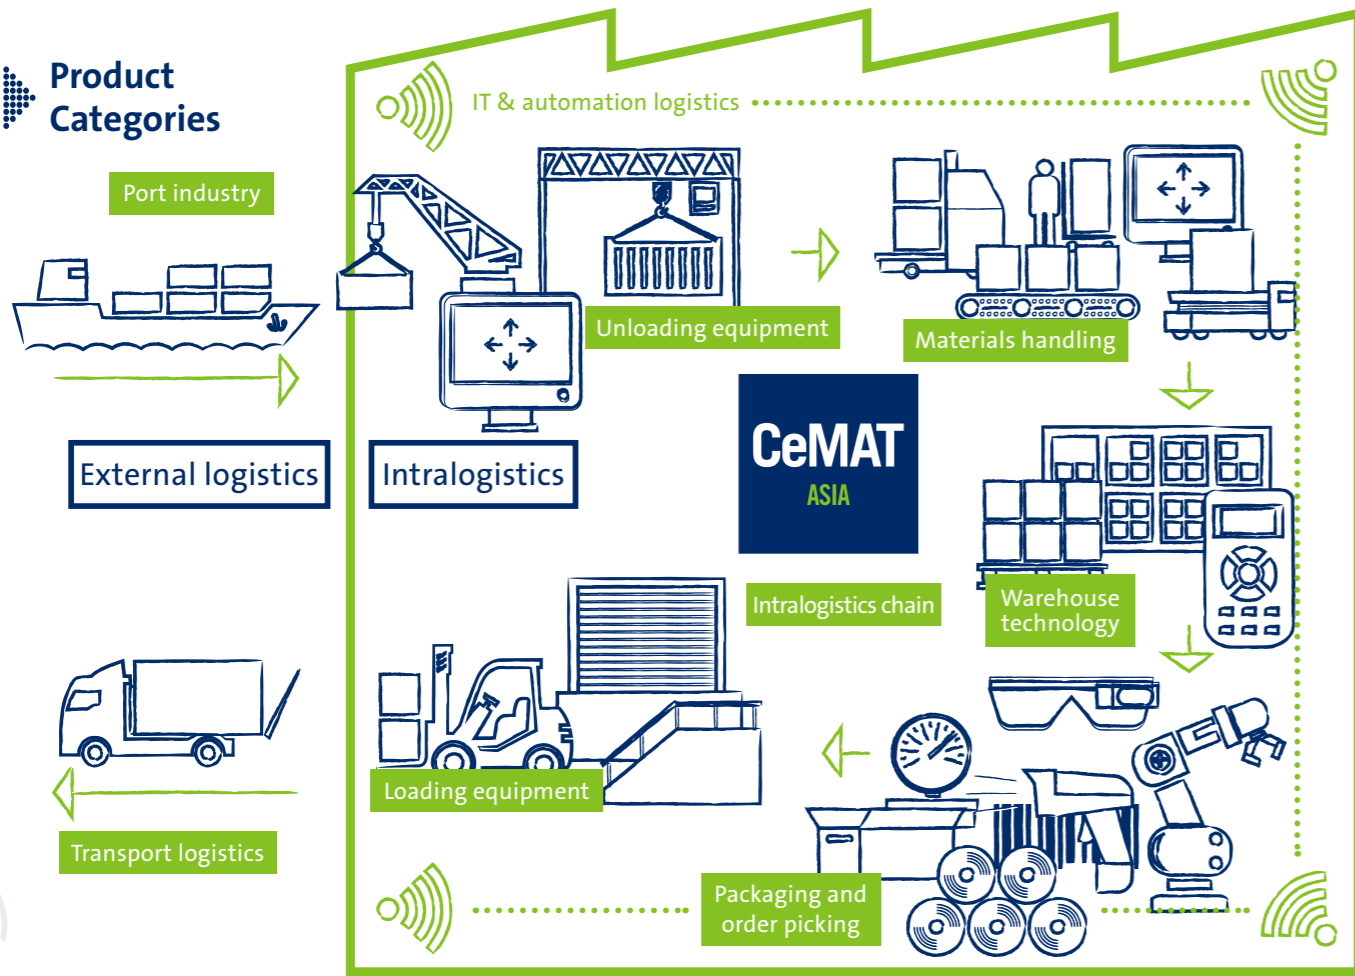 Product
Categories
IT & automation logistics
Port industry
Unloading equipment
Materials handling
External logistics
Intralogistics
CeMAT
ASIA
Intralogistics chain
Warehouse
technology
Loading equipment
Transport logistics
Packaging and
order picking